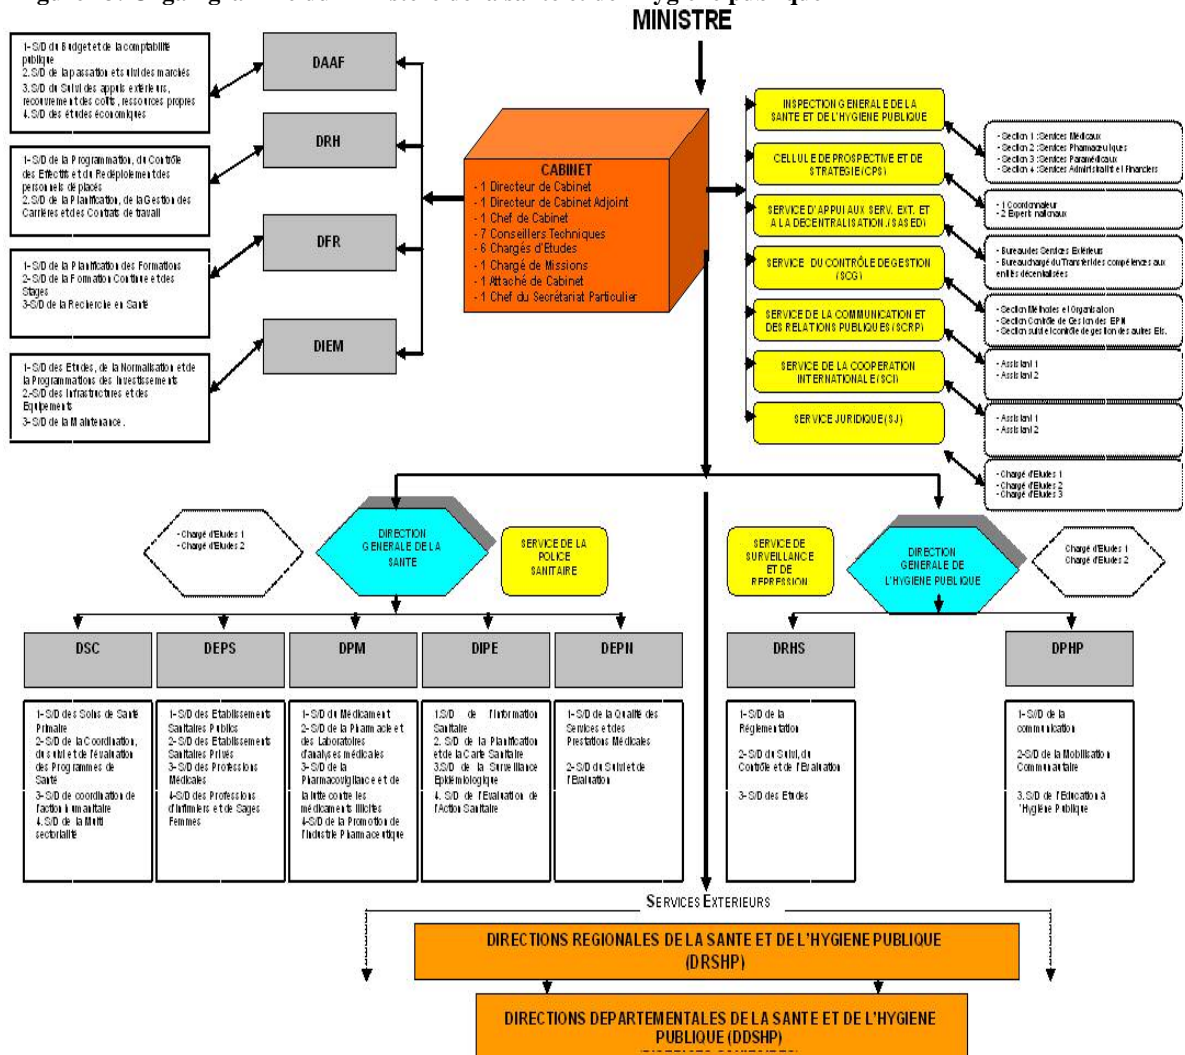 MINISTRE
1- S/D du Budget et de la comptabilité
publique
2. S/D de la passation et suivi des marchés
3. S/D du Suivi des appuis extérieurs,
recouvrement des coûts, ressources propres
4. S/D des études économiques
DAAF
1- S/D de la Programmation, du Contrôle
des Effectifs et du Redéploiement des
personnels déplacés
2. S/D de la Planification, de la Gestion des
Carrières et des Contrats de travail
DRH
1- S/D de la Planification des Formations
2- S/D de la Formation Continue et des
Stages
3-S/D de la Recherche en Santé
DFR
1- S/D des Etudes, de la Normalisation et de
la Programmations des Investissements
2.-S/D des Infrastructures et des
Equipements
3- S/D de la Maintenance.
DIEM
CABINET
- 1 Directeur de Cabinet
- 1 Directeur de Cabinet Adjoint
- 1 Chef de Cabinet
- 7 Conseillers Techniques
- 6 Chargés d'Etudes
- 1 Chargé de Missions
- 1 Attaché de Cabinet
- 1 Chef du Secrétariat Particulier
INSPECTION GENERALE DE LA
SANTE ET DE L'HYGIENE PUBLIQUE
- Section 1 : Services Médicaux
- Section 2 : Services Pharmaceutiques
- Section 3 : Services Paramédicaux
- Section 4 : Services Administratif et Financiers
CELLULE DE PROSPECTIVE ET DE
STRATEGIE (CPS)
- 1 Coordonnateur
- 2 Experts nationaux
SERVICE D'APPUI AUX SERV. EXT. ET
A LA DECENTRALISATION. (SASED)
- Bureau des Services Extérieurs
- Bureau chargé du Transfert des compétences aux
entités décentralisées
SERVICE DU CONTRÔLE DE GESTION
(SCG)
- Section Méthodes et Organisation
- Section Contrôle de Gestion des EPN
- Section suivi et contrôle de gestion des autres Ets.
SERVICE DE LA COMMUNICATION ET
DES RELATIONS PUBLIQUES (SCRP)
- Assistant 1
- Assistant 2
SERVICE DE LA COOPERATION
INTERNATIONALE (SCI)
- Assistant 1
- Assistant 2
SERVICE JURIDIQUE (SJ)
- Chargé d'Etudes 1
- Chargé d'Etudes 2
- Chargé d'Etudes 3
- Chargé d'Etudes 1
- Chargé d'Etudes 2
DIRECTION
GENERALE DE LA
SANTE
SERVICE DE LA
POLICE
SANITAIRE
SERVICE DE
SURVEILLANCE
ET DE
REPRESSION
DIRECTION
GENERALE DE
L'HYGIENE PUBLIQUE
Chargé d'Etudes 1
Chargé d'Etudes 2
DSC
1- S/D des Soins de Santé
Primaire
2- S/D de la Coordination,
du suivi et de l'évaluation
des Programmes de
Santé
3- S/D de coordination de
l'action humanitaire
4. S/D de la Multi
sectorialité
DEPS
1- S/D des Etablissements
Sanitaires Publics
2- S/D des Etablissements
Sanitaires Privés
3- S/D des Professions
Médicales
4-S/D des Professions
d'Infirmiers et de Sages
Femmes
DPM
1- S/D du Médicament
2- S/D de la Pharmacie et
des Laboratoires
d'analyses médicales
3- S/D de la
Pharmacovigilance et de
la lutte contre les
médicaments illicites
4-S/D de la Promotion de
l'Industrie Pharmaceutique
DIPE
1.S/D de l'Information
Sanitaire
2. S/D de la Planification
et de la Carte Sanitaire
3.S/D de la Surveillance
Epidémiologique
4. S/D de l'Evaluation de
l'Action Sanitaire
DEPN
1- S/D de la Qualité des
Services et des
Prestations Médicales
2- S/D du Suivi et de
l'Evaluation
DRHS
1- S/D de la
Réglementation
2-S/D du Suivi, du
Contrôle et de l'Evaluation
3- S/D des Etudes
DPHP
1- S/D de la
communication
2-S/D de la Mobilisation
Communautaire
3. S/D de l'Education à
l'Hygiène Publique
SERVICES EXTERIEURS
DIRECTIONS REGIONALES DE LA SANTE ET DE L'HYGIENE PUBLIQUE
(DRSHP)
DIRECTIONS DEPARTEMENTALES DE LA SANTE ET DE L'HYGIENE
PUBLIQUE (DDSHP)